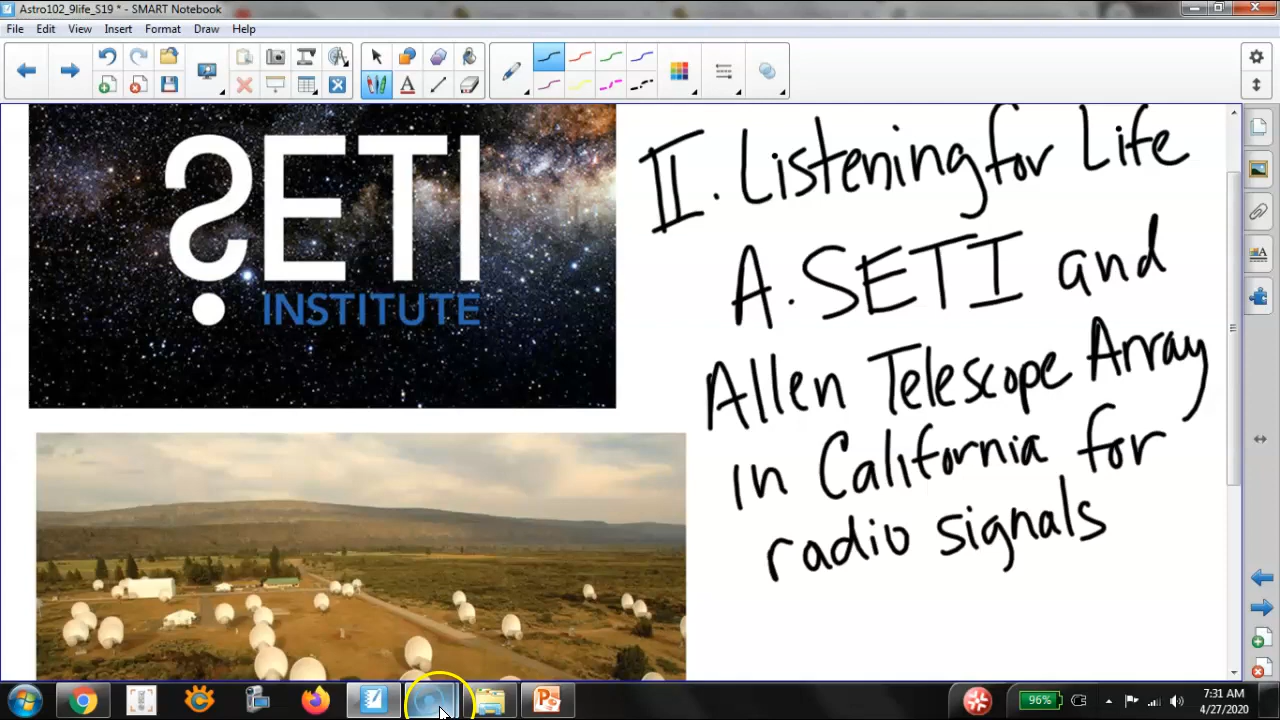 Astro102_9life_S19 * - SMART Notebook
File Edit View Insert Format Draw Help
SETI
INSTITUTE
II. Listening for Life
A. SETI and
Allen Telescope Array
in California for
radio signals
96%
7:31 AM
4/27/2020